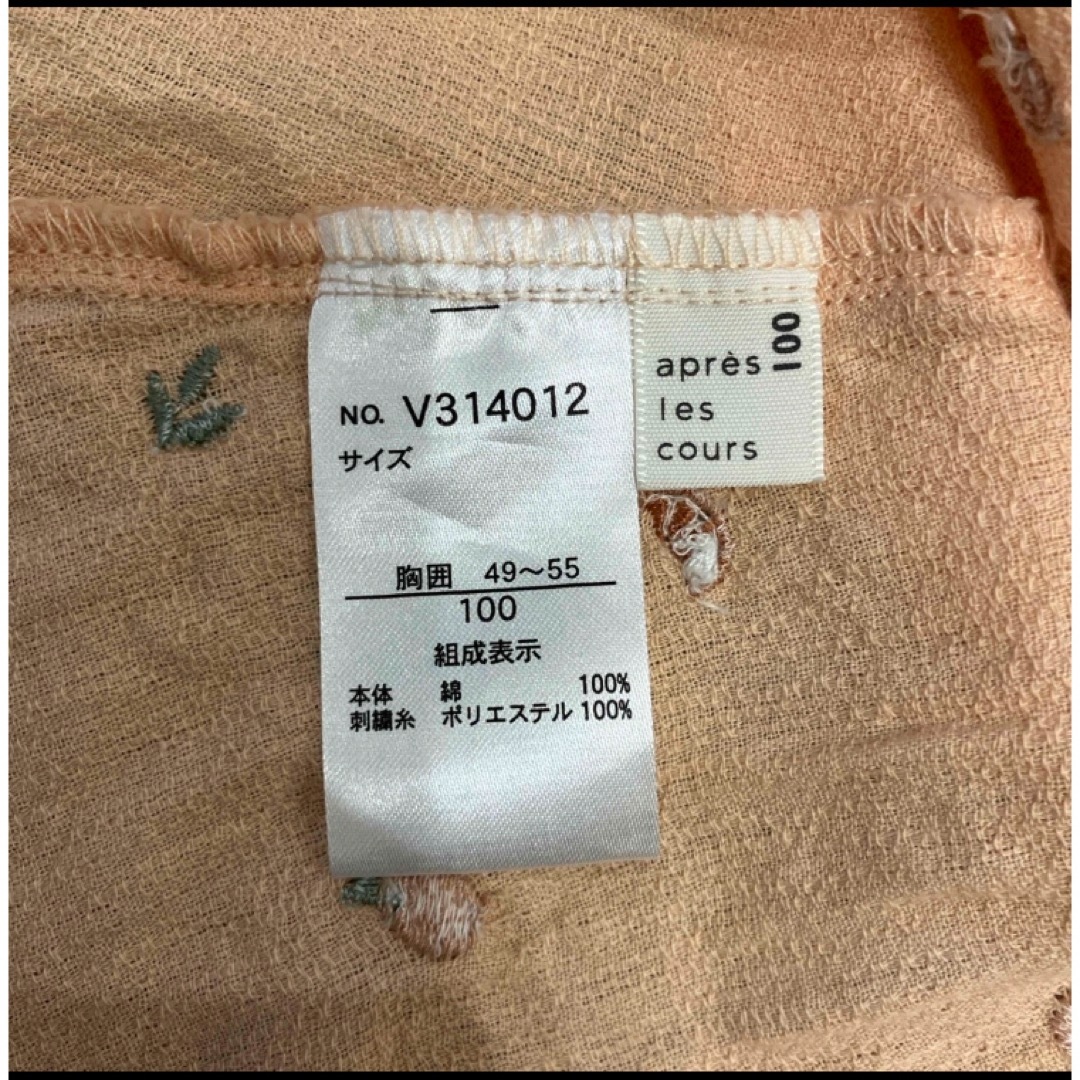 NO. V314012
サイズ
胸囲 49～55
100
組成表示
本体 綿 100%
刺繍糸 ポリエステル 100%
100
après
les
cours